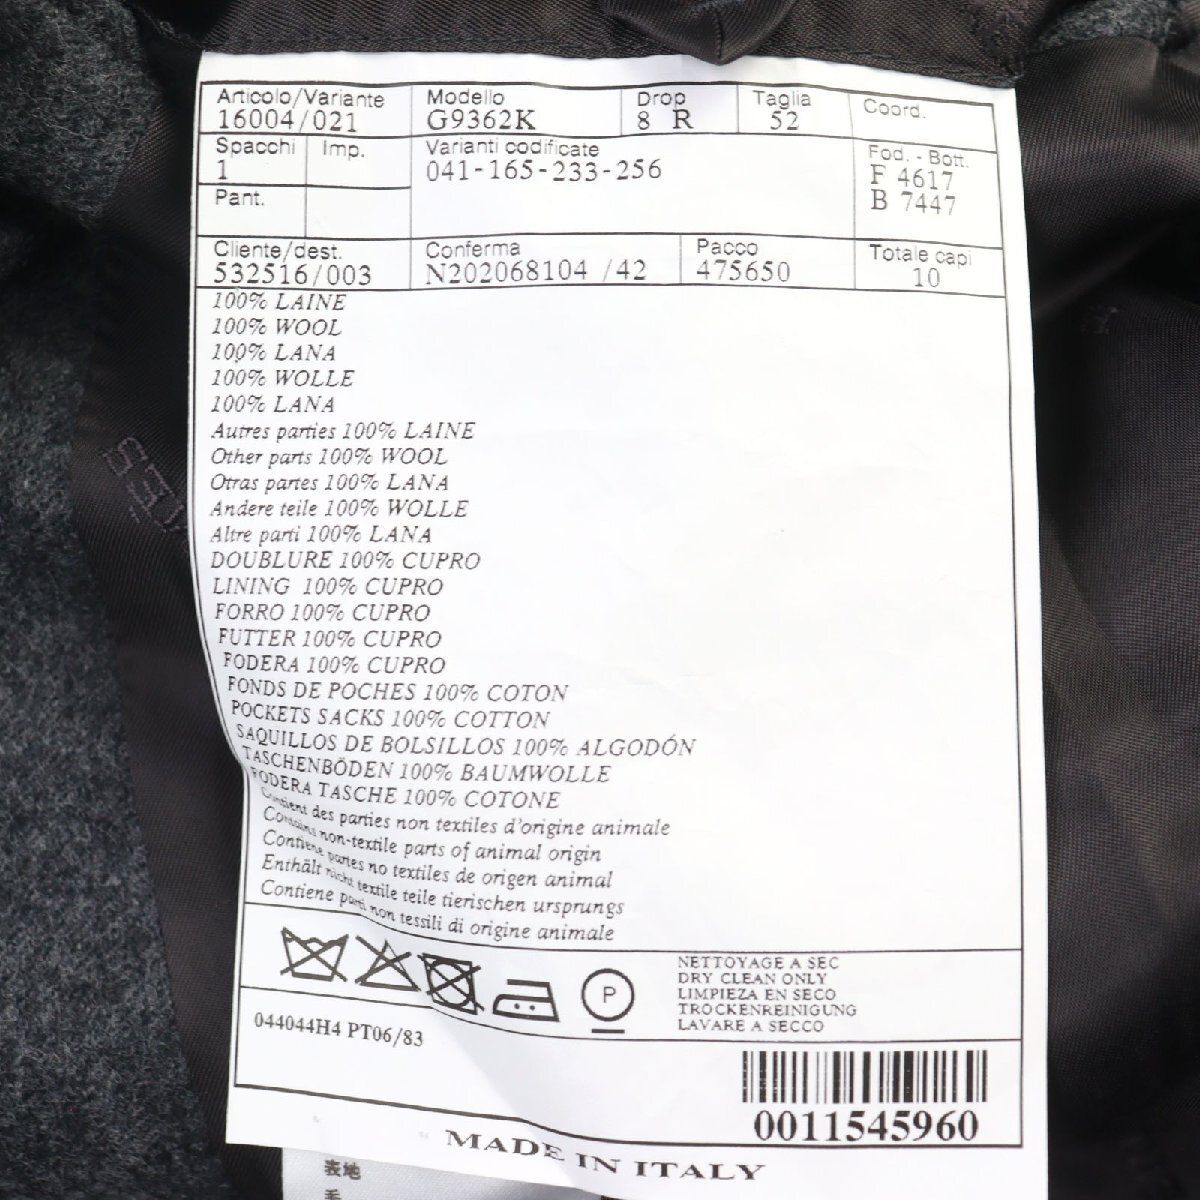 Articolo/Variante Modello Drop Taglia Coord.
16004/021 G9362K 8 R 52
Spacchi Imp. Varianti codificate Fod. - Bott.
1 041-165-233-256 F 4617
Pant. B 7447
Cliente/dest. Conferma Pacco Totale capi
532516/003 N202068104 /42 475650 10
100% LAINE
100% WOOL
100% LANA
100% WOLLE
100% LANA
Autres parties 100% LAINE
Other parts 100% WOOL
Otras partes 100% LANA
Andere teile 100% WOLLE
Altre parti 100% LANA
DOUBLURE 100% CUPRO
LINING 100% CUPRO
FORRO 100% CUPRO
FUTTER 100% CUPRO
FODERA 100% CUPRO
FONDS DE POCHES 100% COTON
POCKETS SACKS 100% COTTON
SAQUILLOS DE BOLSILLOS 100% ALGODÓN
TASCHENBÖDEN 100% BAUMWOLLE
FODERA TASCHE 100% COTONE
Contient des parties non textiles d'origine animale
Contains non-textile parts of animal origin
Contiene partes no textiles de origen animal
Enthält nicht textile teile tierischen ursprungs
Contiene parti non tessili di origine animale
P
NETTOYAGE A SEC
DRY CLEAN ONLY
LIMPIEZA EN SECO
TROCKENREINIGUNG
LAVARE A SECCO
044044H4 PT06/83
0011545960
MADE IN ITALY
表地
毛